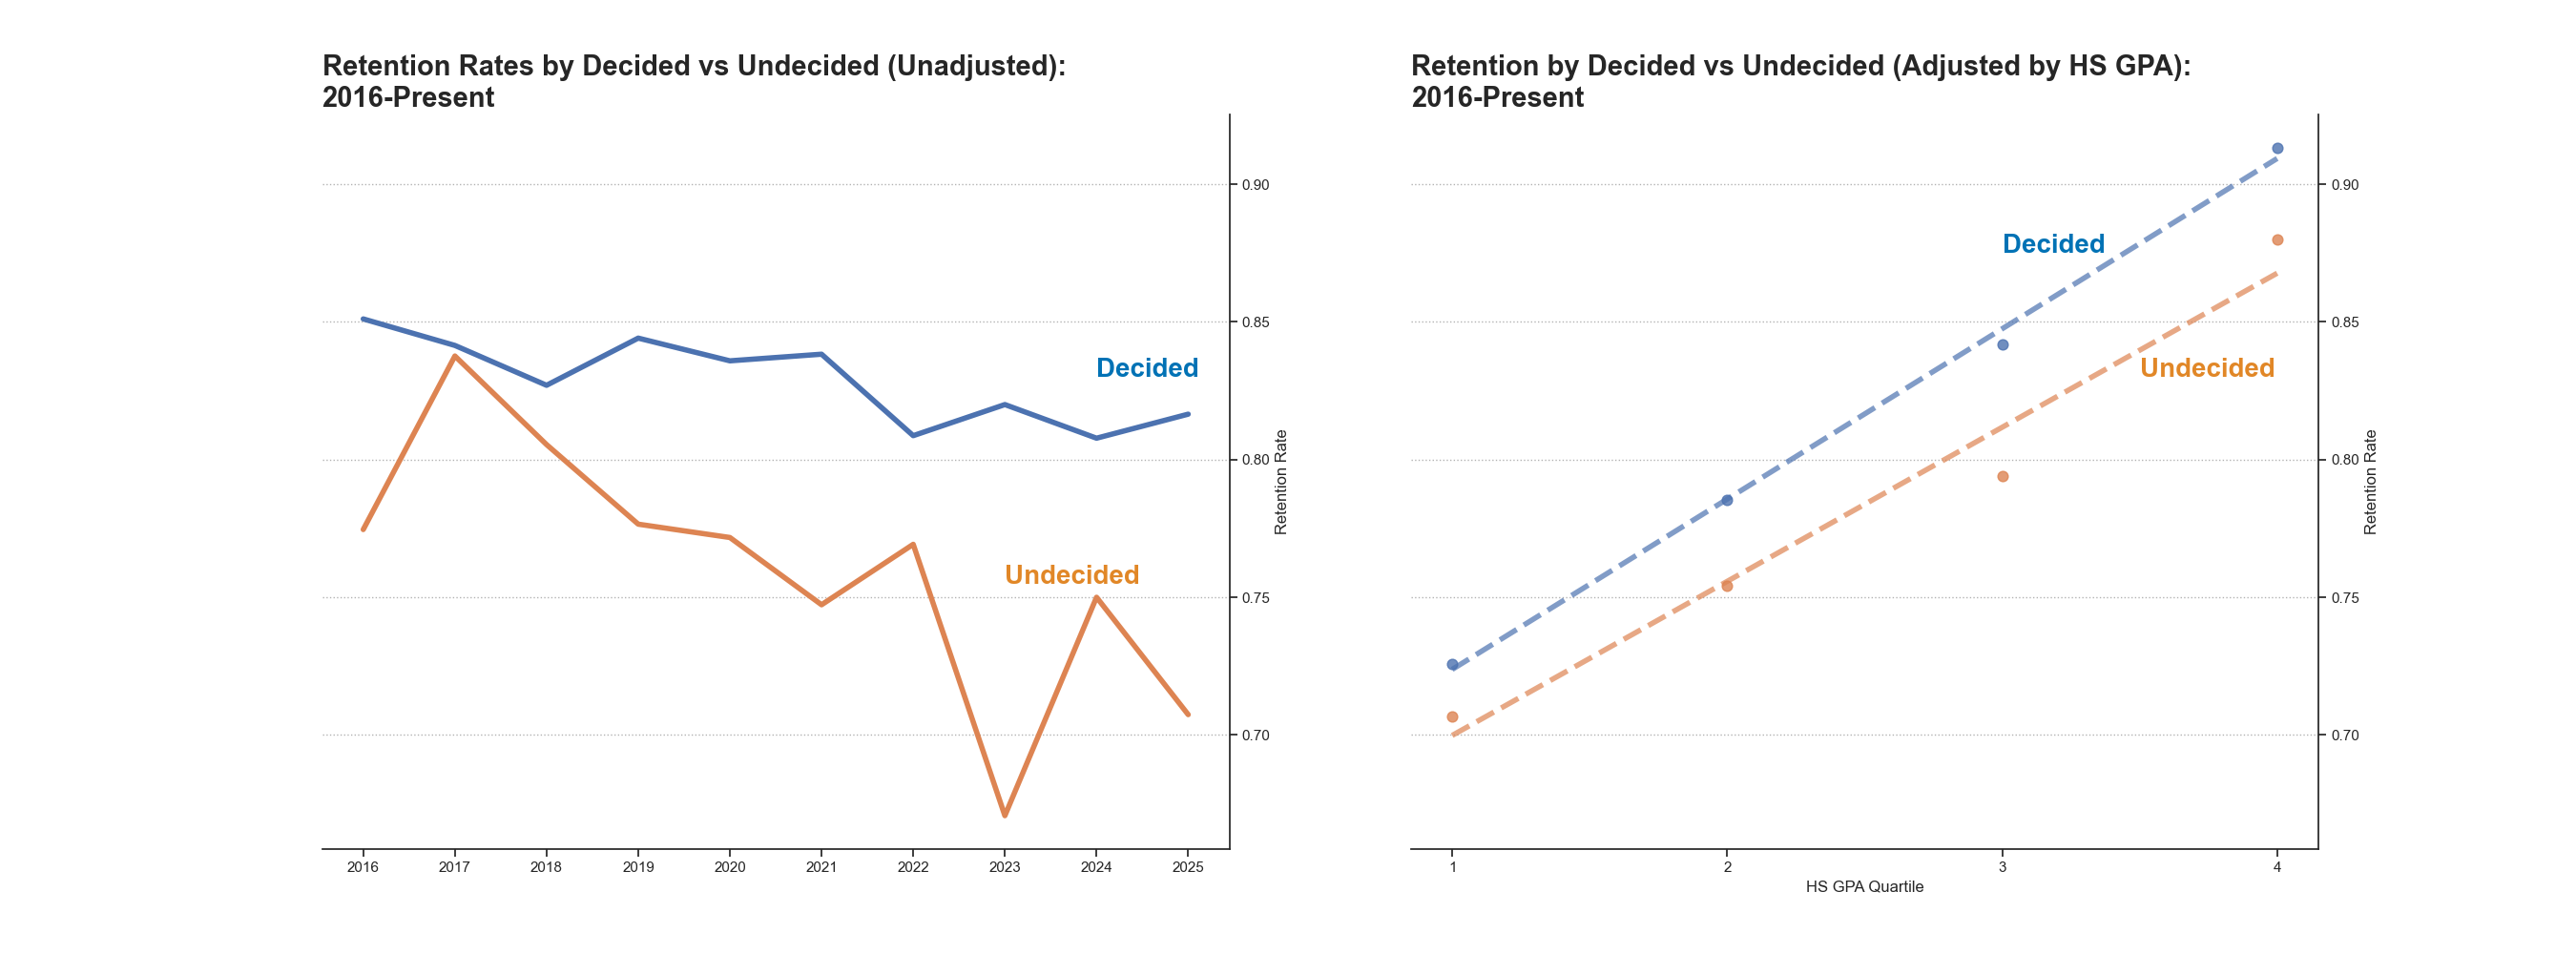 Retention Rates by Decided vs Undecided (Unadjusted):
2016-Present
0.90
0.85
0.80
0.75
0.70
Retention Rate
Decided
Undecided
2016 2017 2018 2019 2020 2021 2022 2023 2024 2025
Retention by Decided vs Undecided (Adjusted by HS GPA):
2016-Present
0.90
0.85
0.80
0.75
0.70
Retention Rate
Decided
Undecided
1 2 3 4
HS GPA Quartile